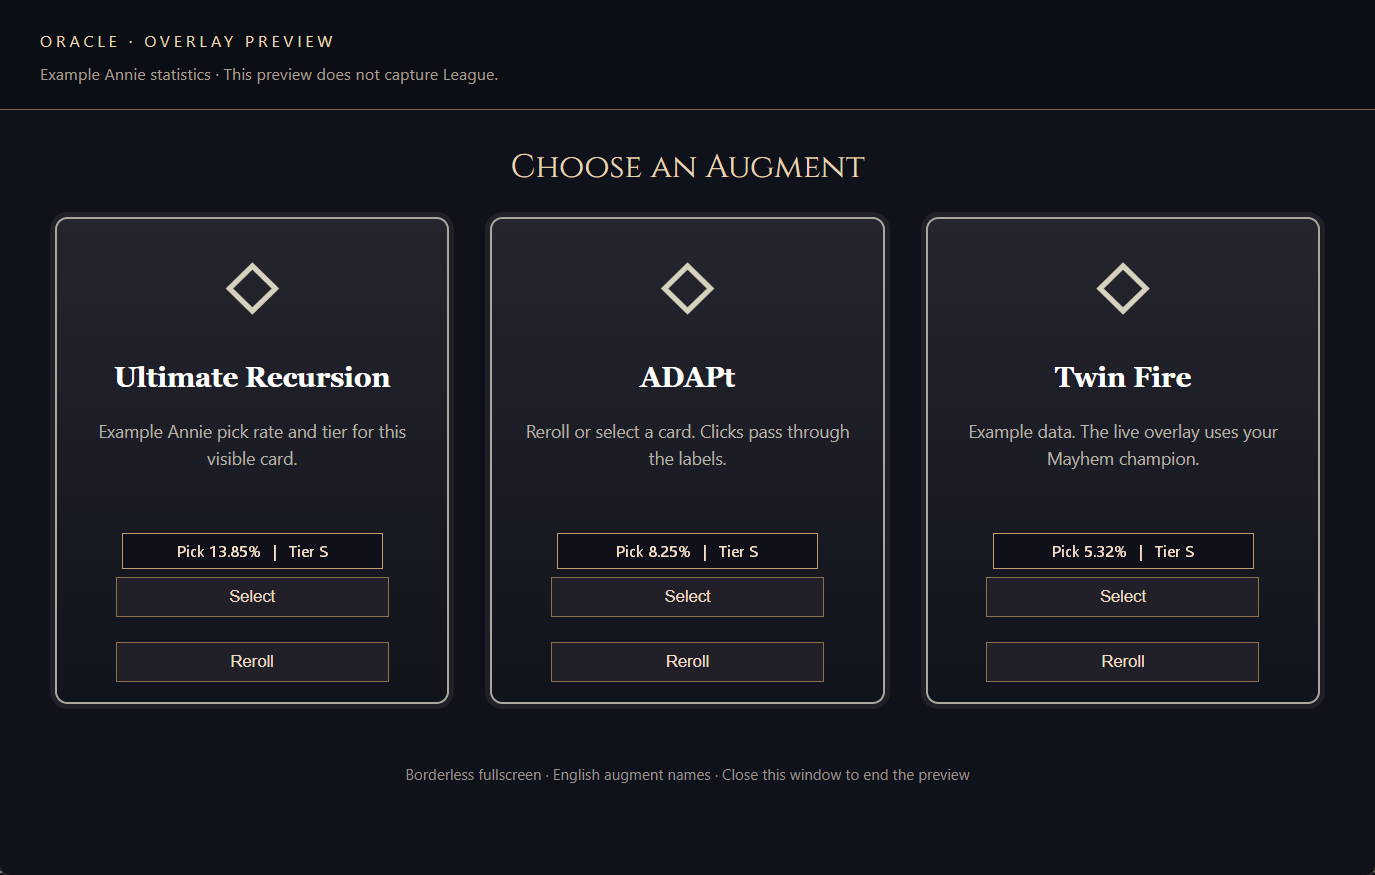 ORACLE · OVERLAY PREVIEW
Example Annie statistics · This preview does not capture League.
Choose an Augment
Ultimate Recursion
Example Annie pick rate and tier for this
visible card.
Pick 13.85% | Tier S
Select
Reroll
ADAPt
Reroll or select a card. Clicks pass through
the labels.
Pick 8.25% | Tier S
Select
Reroll
Twin Fire
Example data. The live overlay uses your
Mayhem champion.
Pick 5.32% | Tier S
Select
Reroll
Borderless fullscreen · English augment names · Close this window to end the preview